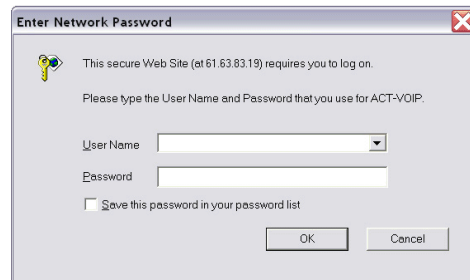 Enter Network Password
This secure Web Site (at 61.63.83.19) requires you to log on.
Please type the User Name and Password that you use for ACT-VOIP.
User Name
Password
Save this password in your password list
OK Cancel